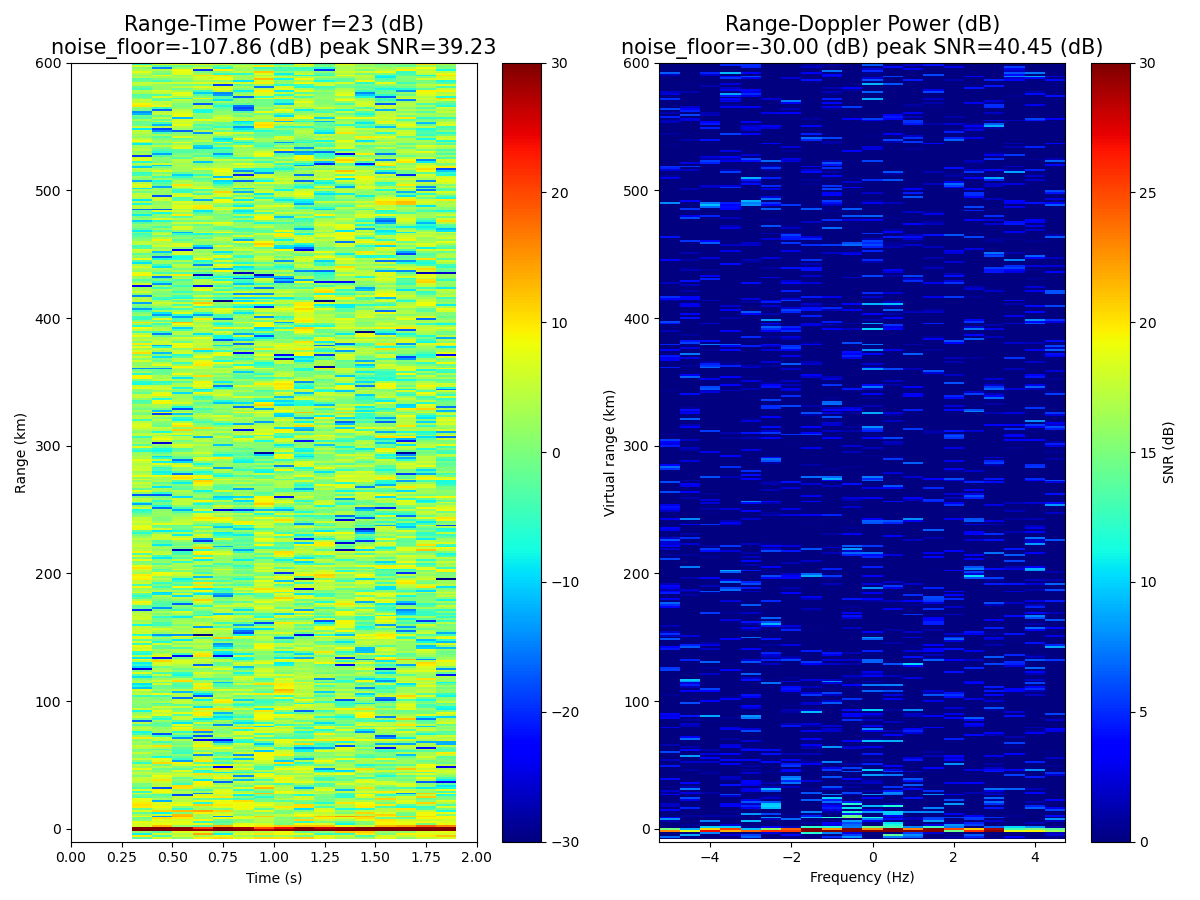 Range-Time Power f=23 (dB)
noise_floor=-107.86 (dB) peak SNR=39.23
Range (km)
600
500
400
300
200
100
0
0.00 0.25 0.50 0.75 1.00 1.25 1.50 1.75 2.00
Time (s)
30
20
10
0
−10
−20
−30
Range-Doppler Power (dB)
noise_floor=-30.00 (dB) peak SNR=40.45 (dB)
Virtual range (km)
600
500
400
300
200
100
0
−4 −2 0 2 4
Frequency (Hz)
30
25
20
15
10
5
0
SNR (dB)